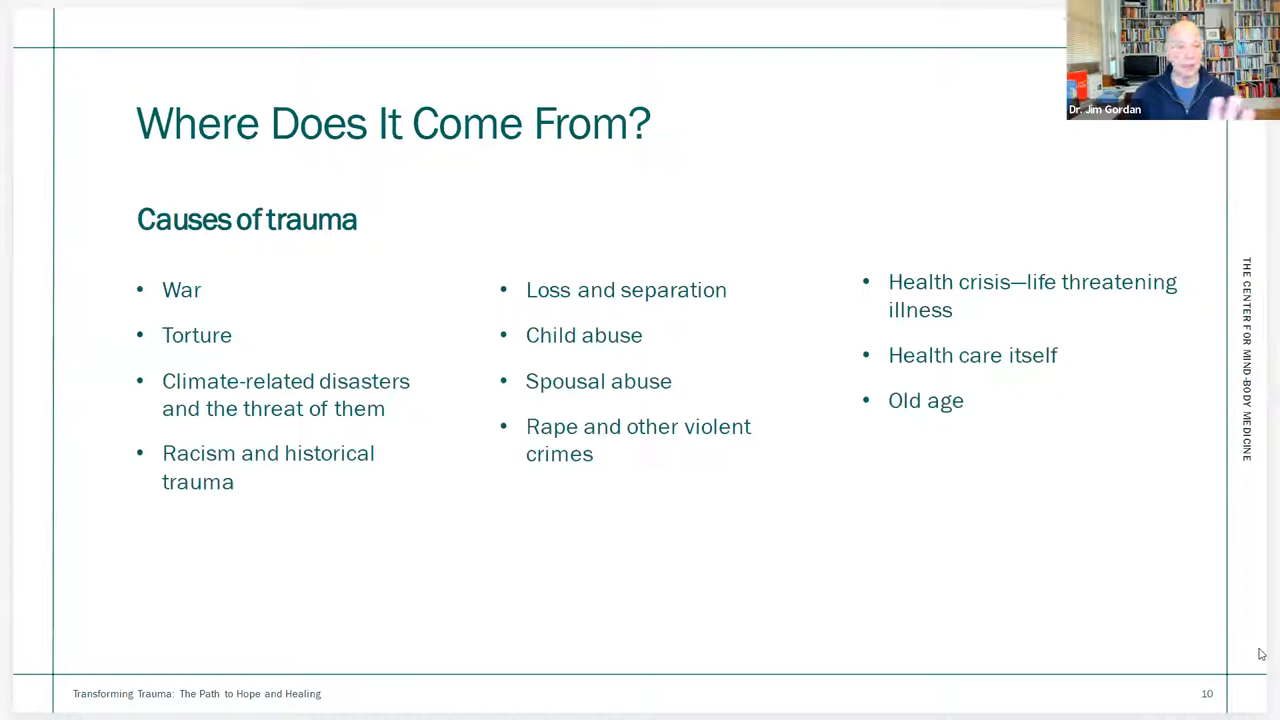 Where Does It Come From?
Causes of trauma
• War
• Torture
• Climate-related disasters
and the threat of them
• Racism and historical
trauma
• Loss and separation
• Child abuse
• Spousal abuse
• Rape and other violent
crimes
• Health crisis—life threatening
illness
• Health care itself
• Old age
Dr. Jim Gordan
THE CENTER FOR MIND-BODY MEDICINE
Transforming Trauma: The Path to Hope and Healing
10